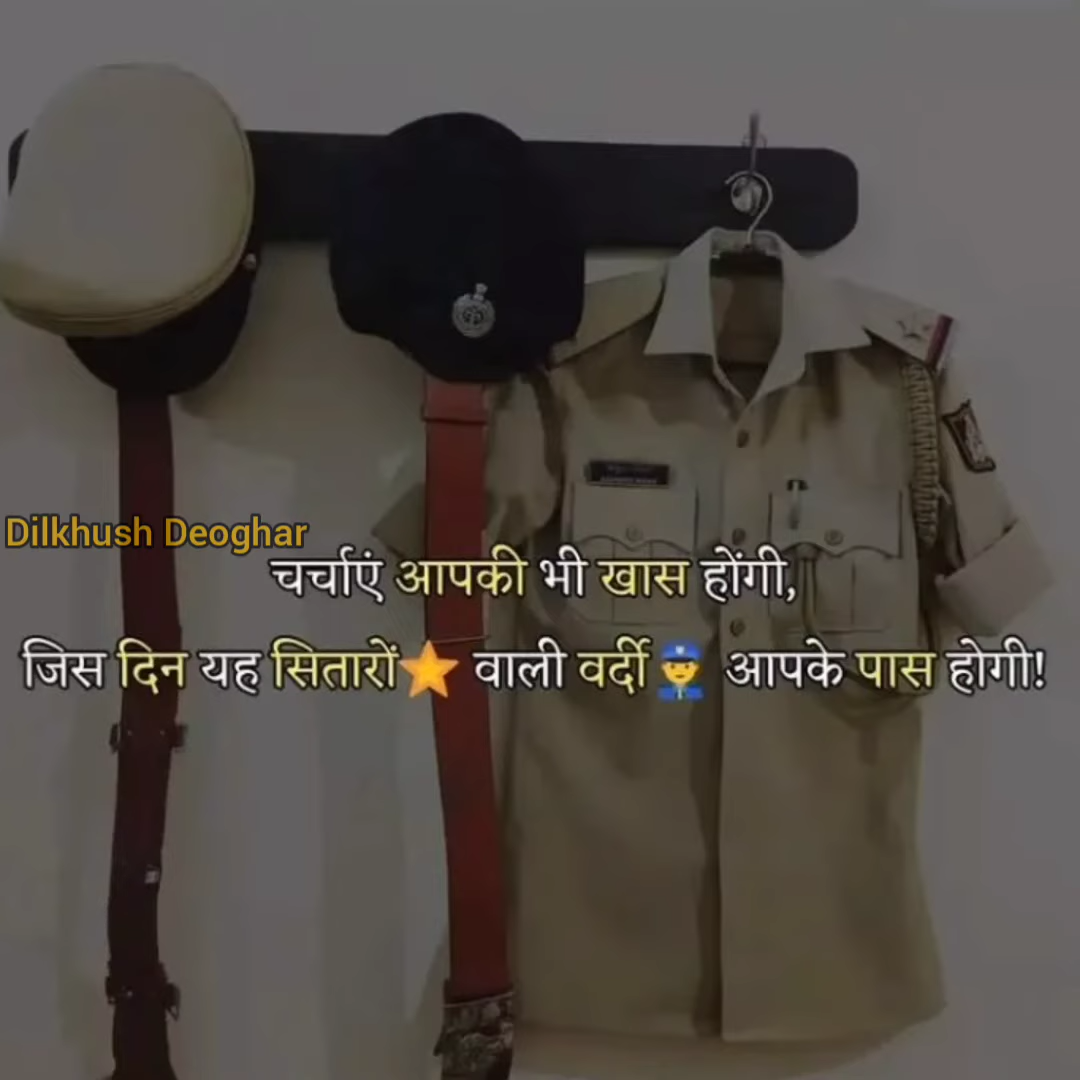 Dilkhush Deoghar
चर्चाएं आपकी भी खास होंगी,
जिस दिन यह सितारों⭐ वाली वर्दी👮 आपके पास होगी!